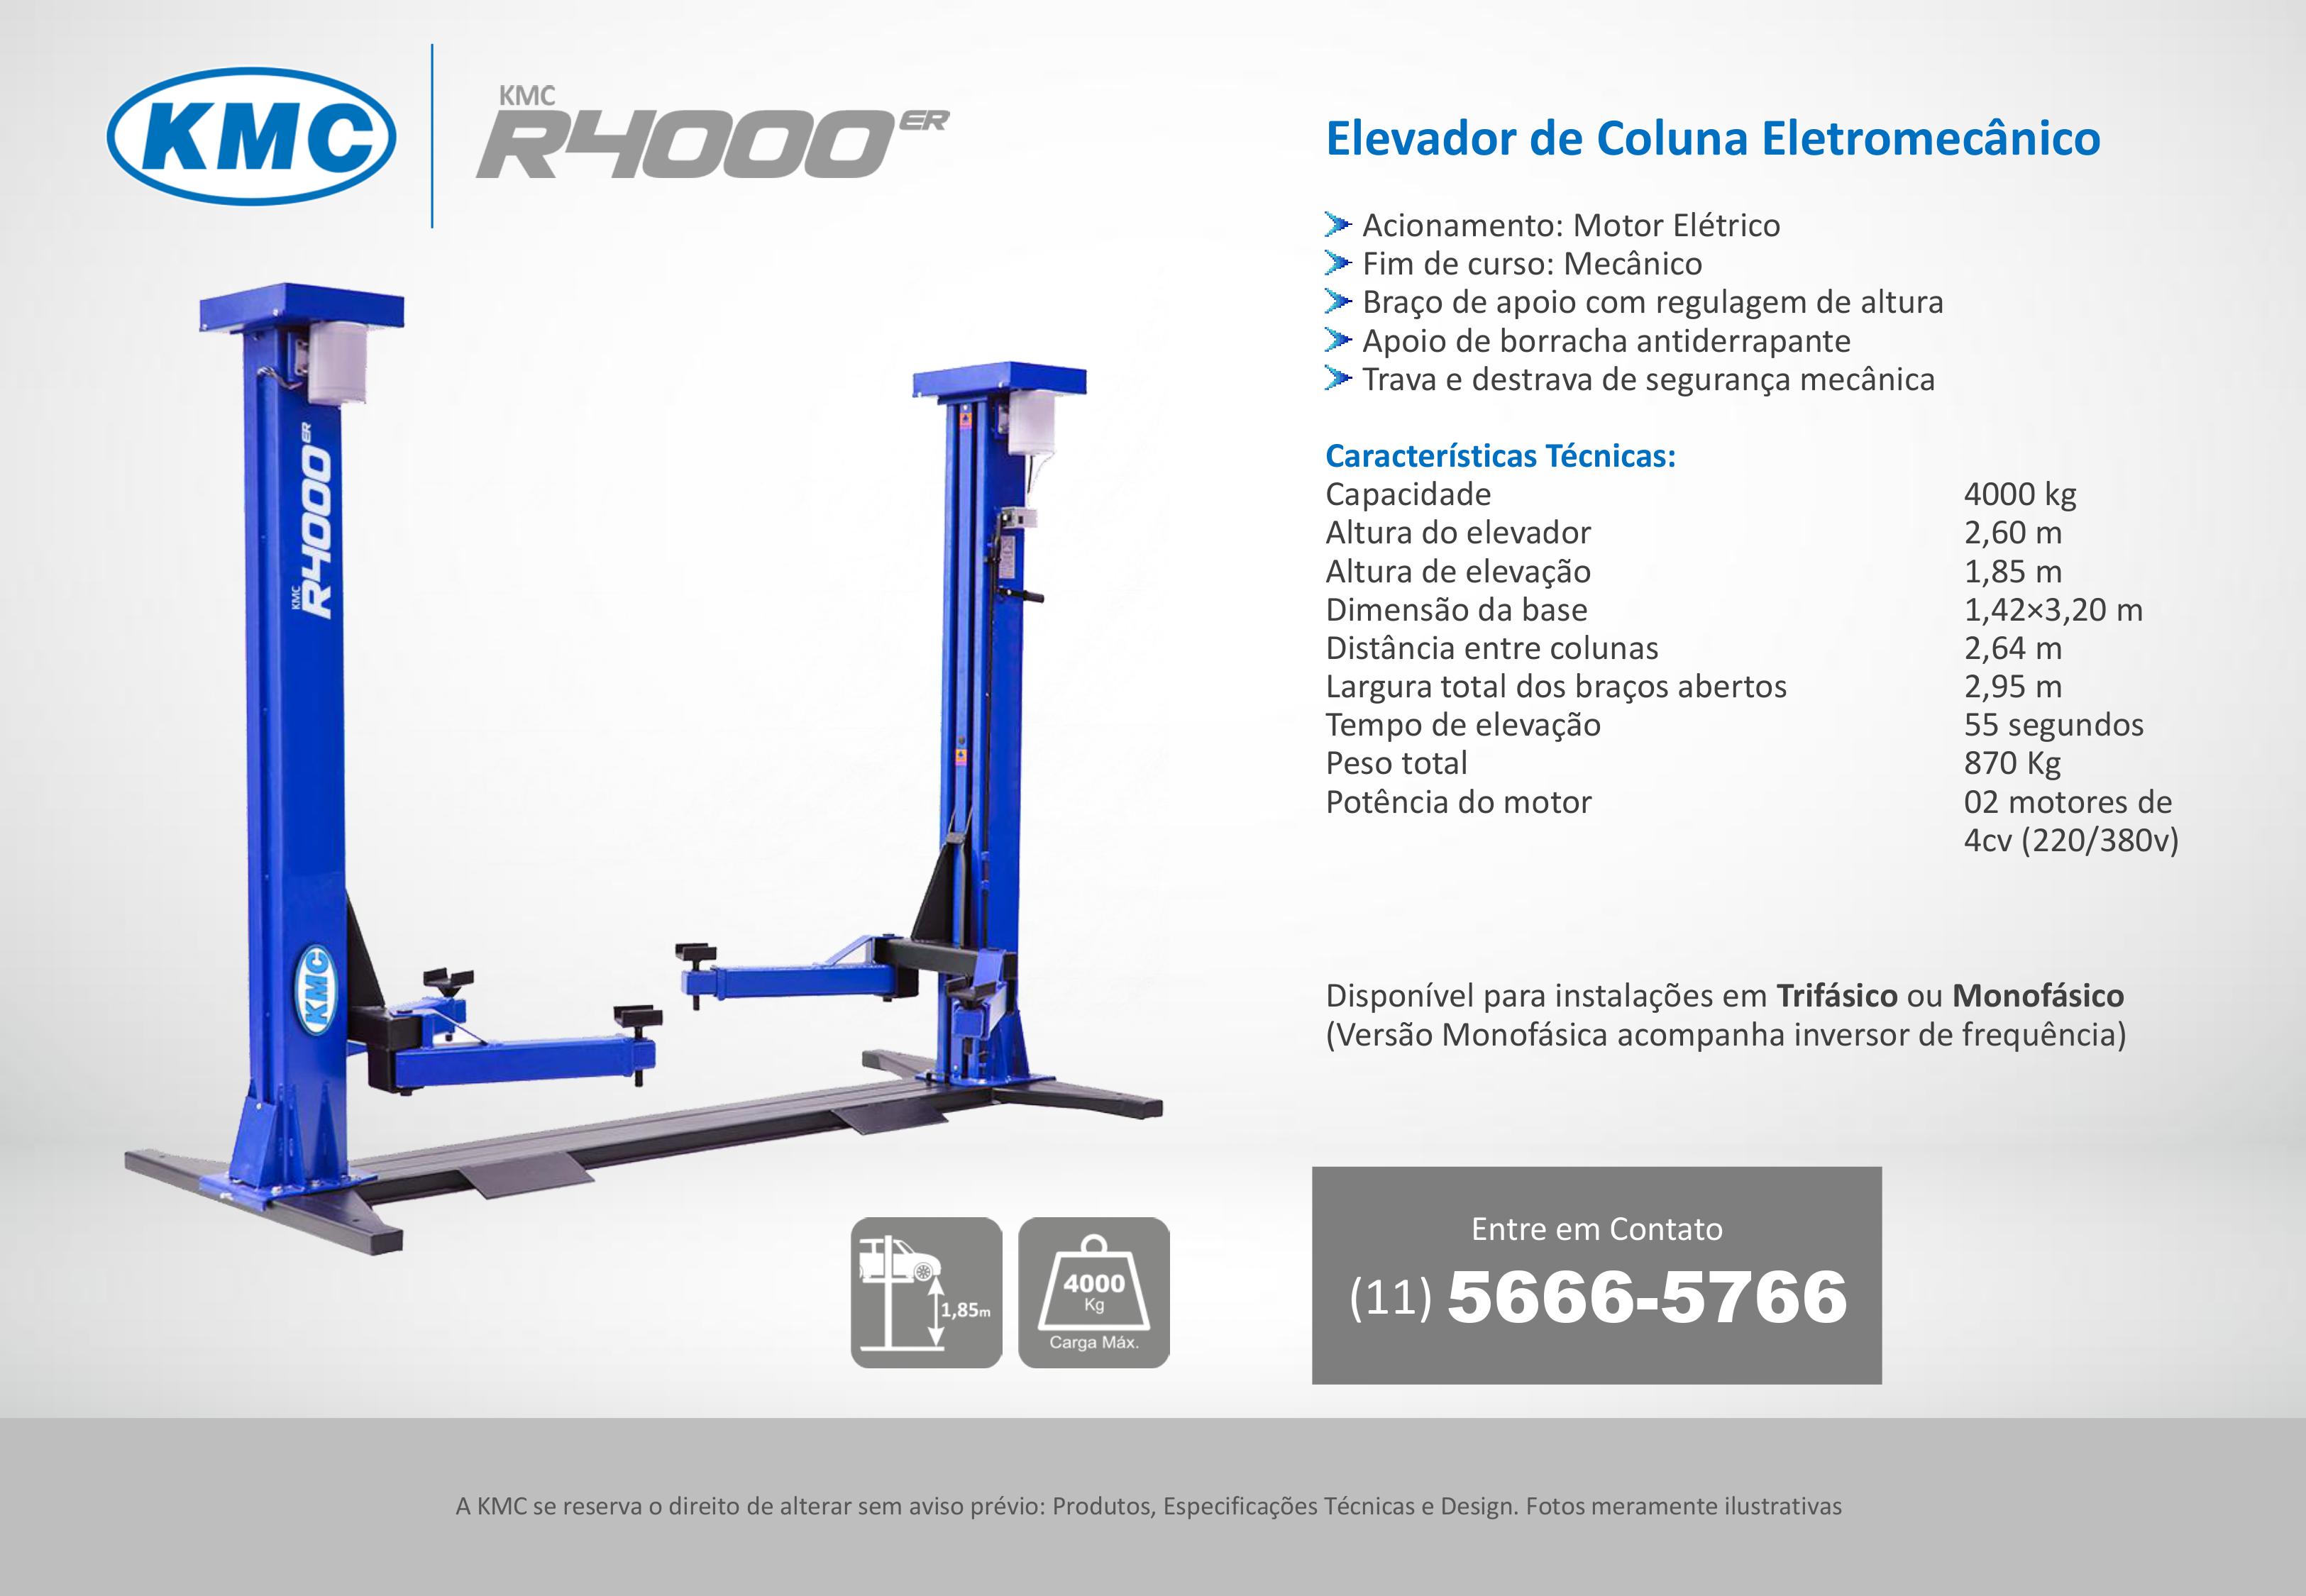 KMC
KMC
R4000 ER
Elevador de Coluna Eletromecânico
Acionamento: Motor Elétrico
Fim de curso: Mecânico
Braço de apoio com regulagem de altura
Apoio de borracha antiderrapante
Trava e destrava de segurança mecânica
Características Técnicas:
Capacidade 4000 kg
Altura do elevador 2,60 m
Altura de elevação 1,85 m
Dimensão da base 1,42×3,20 m
Distância entre colunas 2,64 m
Largura total dos braços abertos 2,95 m
Tempo de elevação 55 segundos
Peso total 870 Kg
Potência do motor 02 motores de
4cv (220/380v)
Disponível para instalações em Trifásico ou Monofásico
(Versão Monofásica acompanha inversor de frequência)
KMC
R4000 ER
KMC
1,85m
4000
Kg
Carga Máx.
Entre em Contato
(11) 5666-5766
A KMC se reserva o direito de alterar sem aviso prévio: Produtos, Especificações Técnicas e Design. Fotos meramente ilustrativas